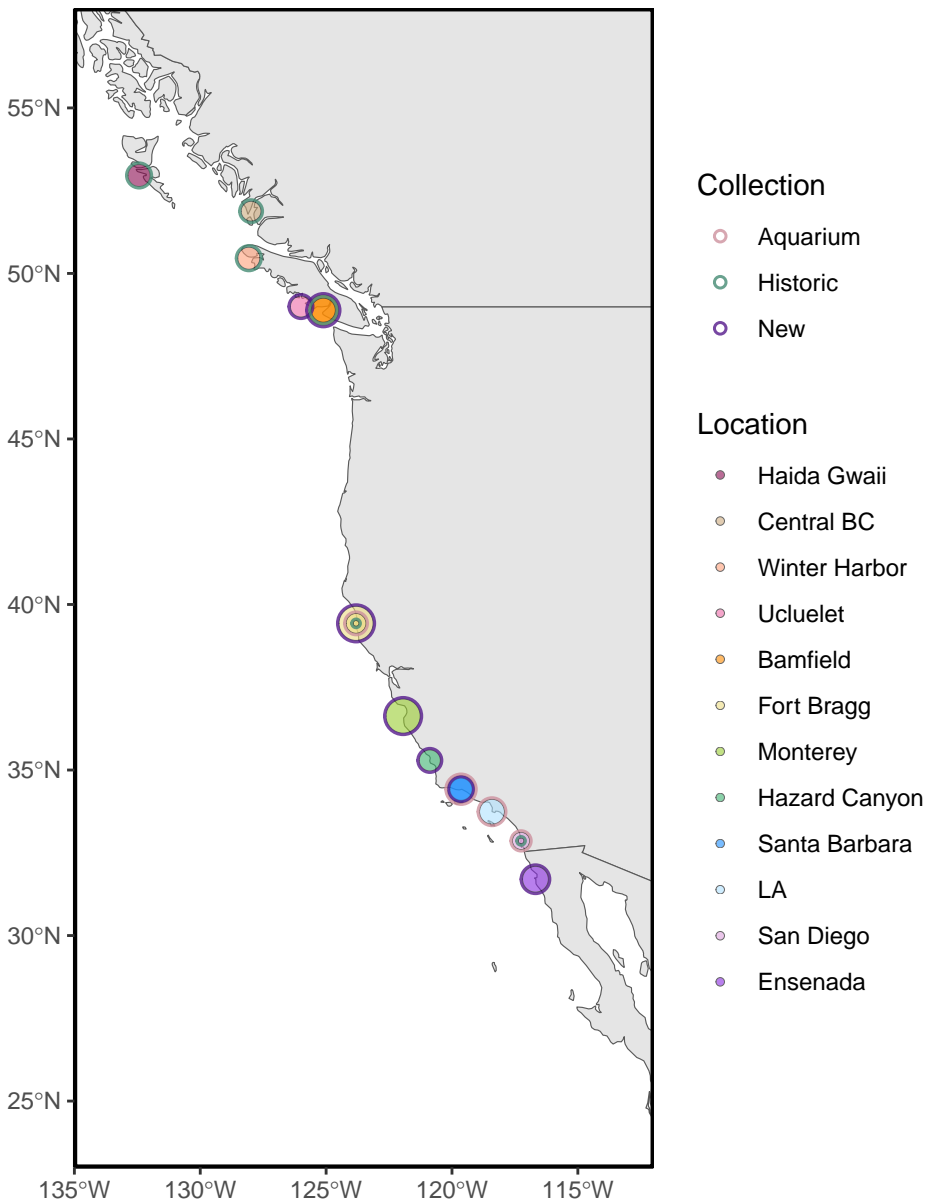 55°N
50°N
45°N
40°N
35°N
30°N
25°N
135°W
130°W
125°W
120°W
115°W
Collection
Aquarium
Historic
New
Location
Haida Gwaii
Central BC
Winter Harbor
Ucluelet
Bamfield
Fort Bragg
Monterey
Hazard Canyon
Santa Barbara
LA
San Diego
Ensenada